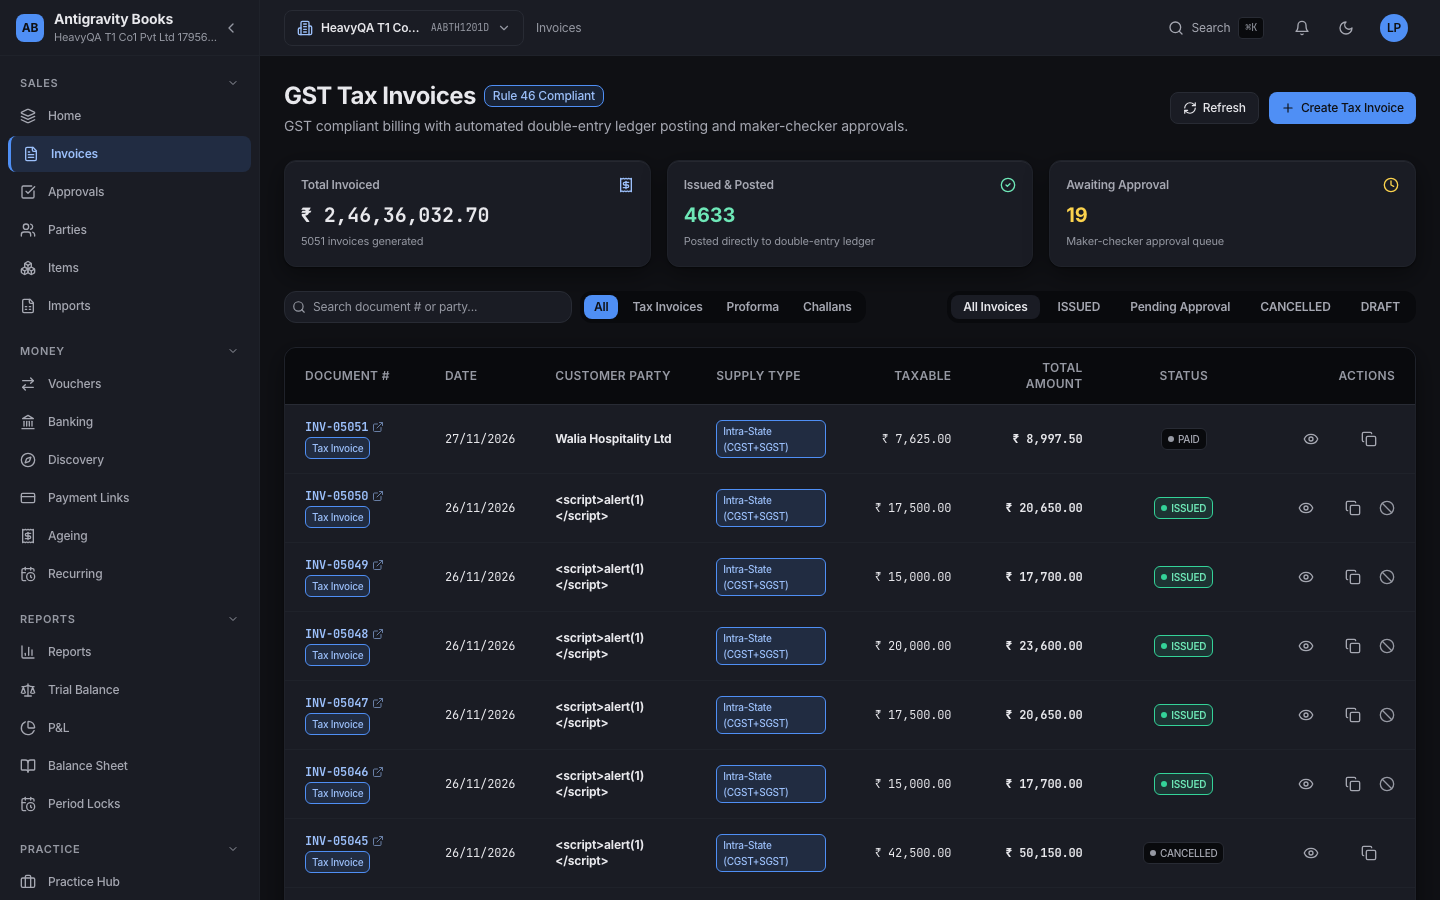 AB
Antigravity Books
HeavyQA T1 Co1 Pvt Ltd 17956...
HeavyQA T1 Co...
AABTH1201D
Invoices
Search
⌘K
LP
SALES
Home
Invoices
Approvals
Parties
Items
Imports
MONEY
Vouchers
Banking
Discovery
Payment Links
Ageing
Recurring
REPORTS
Reports
Trial Balance
P&L
Balance Sheet
Period Locks
PRACTICE
Practice Hub
GST Tax Invoices
Rule 46 Compliant
GST compliant billing with automated double-entry ledger posting and maker-checker approvals.
Refresh
Create Tax Invoice
Total Invoiced
₹ 2,46,36,032.70
5051 invoices generated
Issued & Posted
4633
Posted directly to double-entry ledger
Awaiting Approval
19
Maker-checker approval queue
Search document # or party...
All
Tax Invoices
Proforma
Challans
All Invoices
ISSUED
Pending Approval
CANCELLED
DRAFT
DOCUMENT #
DATE
CUSTOMER PARTY
SUPPLY TYPE
TAXABLE
TOTAL
AMOUNT
STATUS
ACTIONS
INV-05051
Tax Invoice
27/11/2026
Walia Hospitality Ltd
Intra-State
(CGST+SGST)
₹ 7,625.00
₹ 8,997.50
PAID
INV-05050
Tax Invoice
26/11/2026
<script>alert(1)
</script>
Intra-State
(CGST+SGST)
₹ 17,500.00
₹ 20,650.00
ISSUED
INV-05049
Tax Invoice
26/11/2026
<script>alert(1)
</script>
Intra-State
(CGST+SGST)
₹ 15,000.00
₹ 17,700.00
ISSUED
INV-05048
Tax Invoice
26/11/2026
<script>alert(1)
</script>
Intra-State
(CGST+SGST)
₹ 20,000.00
₹ 23,600.00
ISSUED
INV-05047
Tax Invoice
26/11/2026
<script>alert(1)
</script>
Intra-State
(CGST+SGST)
₹ 17,500.00
₹ 20,650.00
ISSUED
INV-05046
Tax Invoice
26/11/2026
<script>alert(1)
</script>
Intra-State
(CGST+SGST)
₹ 15,000.00
₹ 17,700.00
ISSUED
INV-05045
Tax Invoice
26/11/2026
<script>alert(1)
</script>
Intra-State
(CGST+SGST)
₹ 42,500.00
₹ 50,150.00
CANCELLED